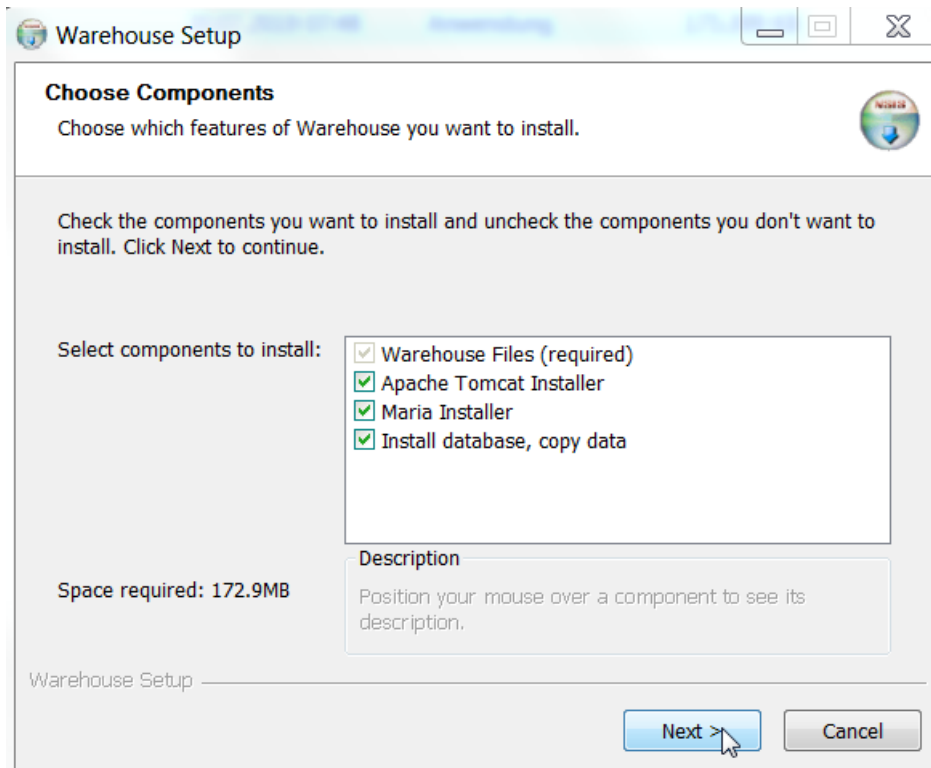 Warehouse Setup
Choose Components
Choose which features of Warehouse you want to install.
NSIS
Check the components you want to install and uncheck the components you don't want to
install. Click Next to continue.
Select components to install:
Warehouse Files (required)
Apache Tomcat Installer
Maria Installer
Install database, copy data
Space required: 172.9MB
Description
Position your mouse over a component to see its
description.
Warehouse Setup
Next >
Cancel